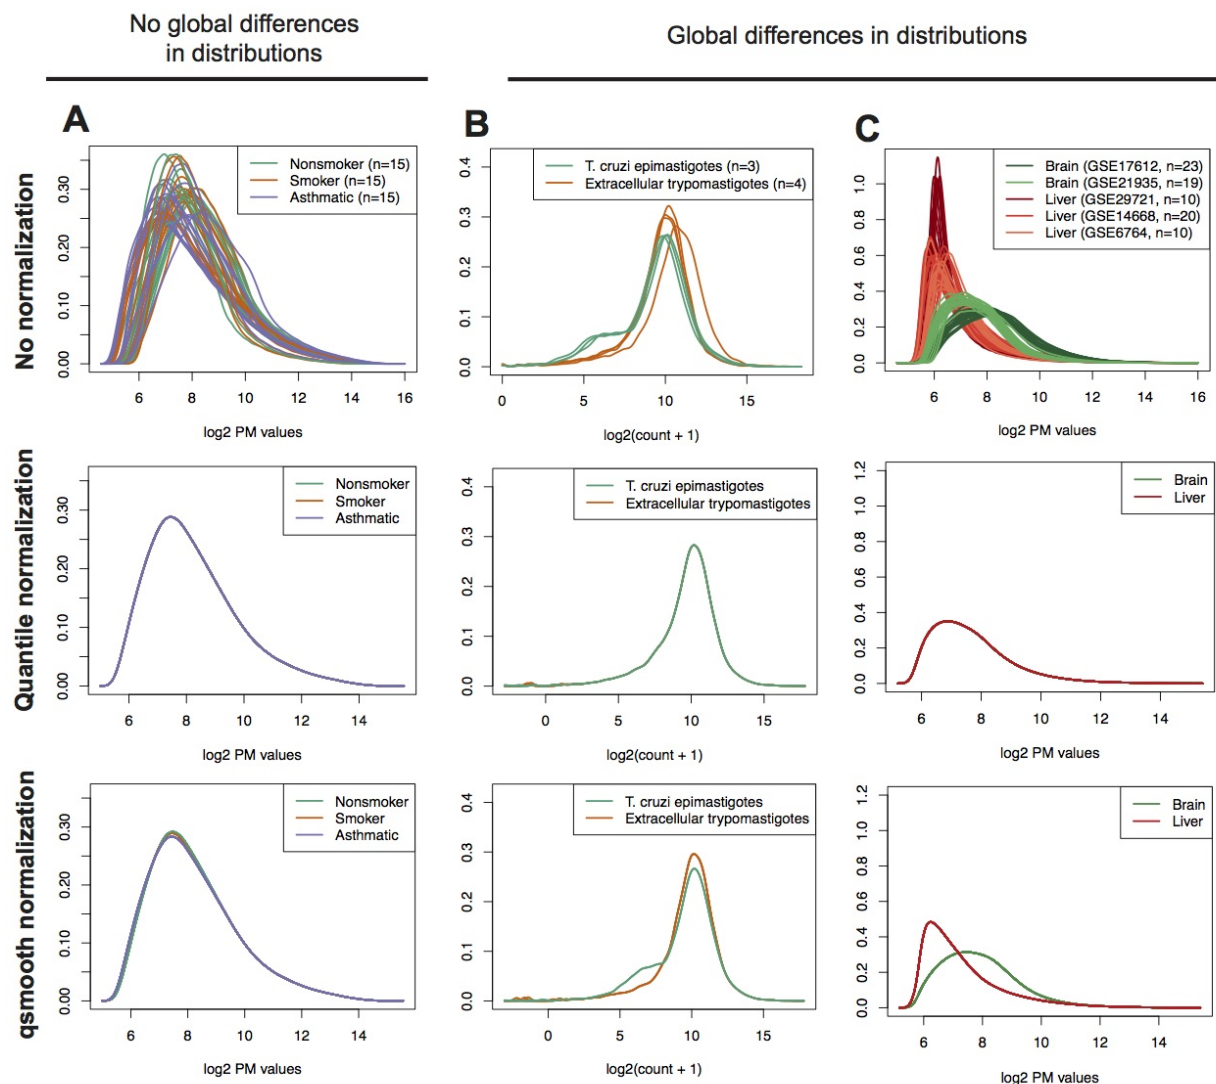 No global differences
in distributions
Global differences in distributions
A
B
C
No normalization
0.00
0.10
0.20
0.30
Nonsmoker (n=15)
Smoker (n=15)
Asthmatic (n=15)
6 8 10 12 14 16
log2 PM values
0.0
0.1
0.2
0.3
0.4
T. cruzi epimastigotes (n=3)
Extracellular trypomastigotes (n=4)
0 5 10 15
log2(count + 1)
0.0
0.2
0.4
0.6
0.8
1.0
Brain (GSE17612, n=23)
Brain (GSE21935, n=19)
Liver (GSE29721, n=10)
Liver (GSE14668, n=20)
Liver (GSE6764, n=10)
6 8 10 12 14 16
log2 PM values
Quantile normalization
0.00
0.10
0.20
0.30
Nonsmoker
Smoker
Asthmatic
6 8 10 12 14
log2 PM values
0.0
0.1
0.2
0.3
0.4
T. cruzi epimastigotes
Extracellular trypomastigotes
0 5 10 15
log2(count + 1)
0.0
0.2
0.4
0.6
0.8
1.0
1.2
Brain
Liver
6 8 10 12 14
log2 PM values
qsmooth normalization
0.00
0.10
0.20
0.30
Nonsmoker
Smoker
Asthmatic
6 8 10 12 14
log2 PM values
0.0
0.1
0.2
0.3
0.4
T. cruzi epimastigotes
Extracellular trypomastigotes
0 5 10 15
log2(count + 1)
0.0
0.2
0.4
0.6
0.8
1.0
1.2
Brain
Liver
6 8 10 12 14
log2 PM values